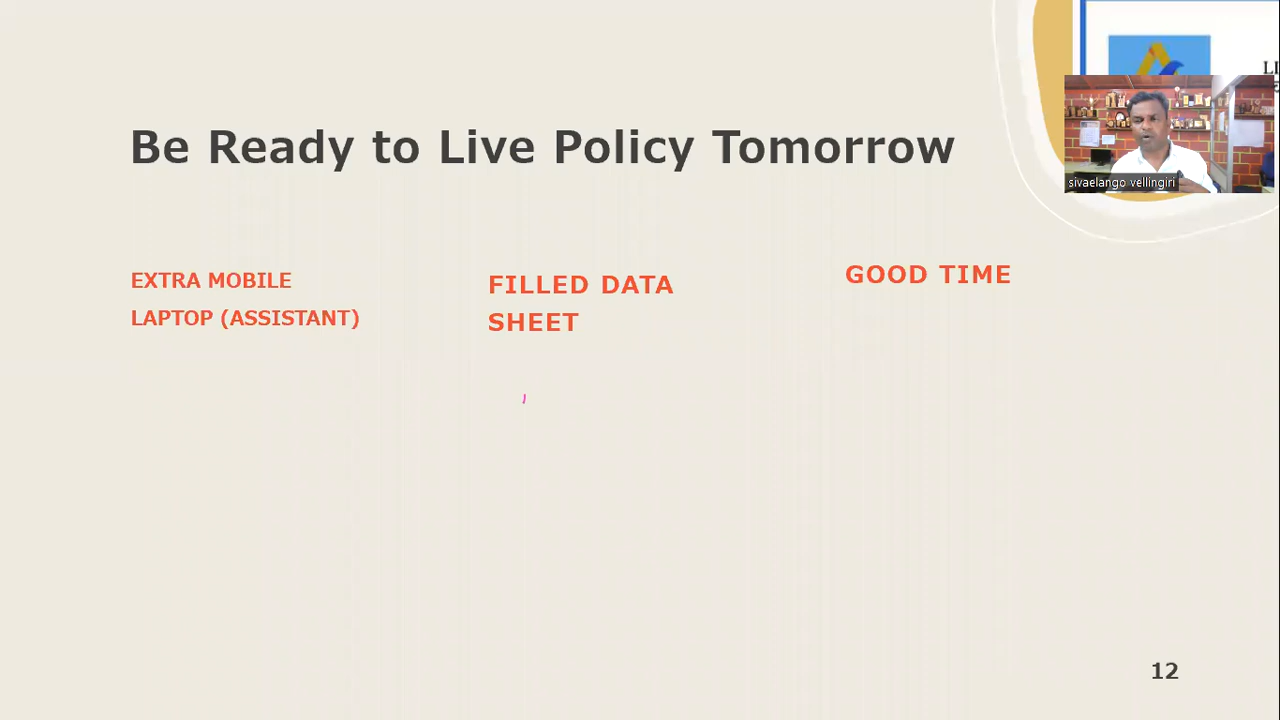 Be Ready to Live Policy Tomorrow
sivaelango vellingiri
EXTRA MOBILE
LAPTOP (ASSISTANT)
FILLED DATA
SHEET
GOOD TIME
12